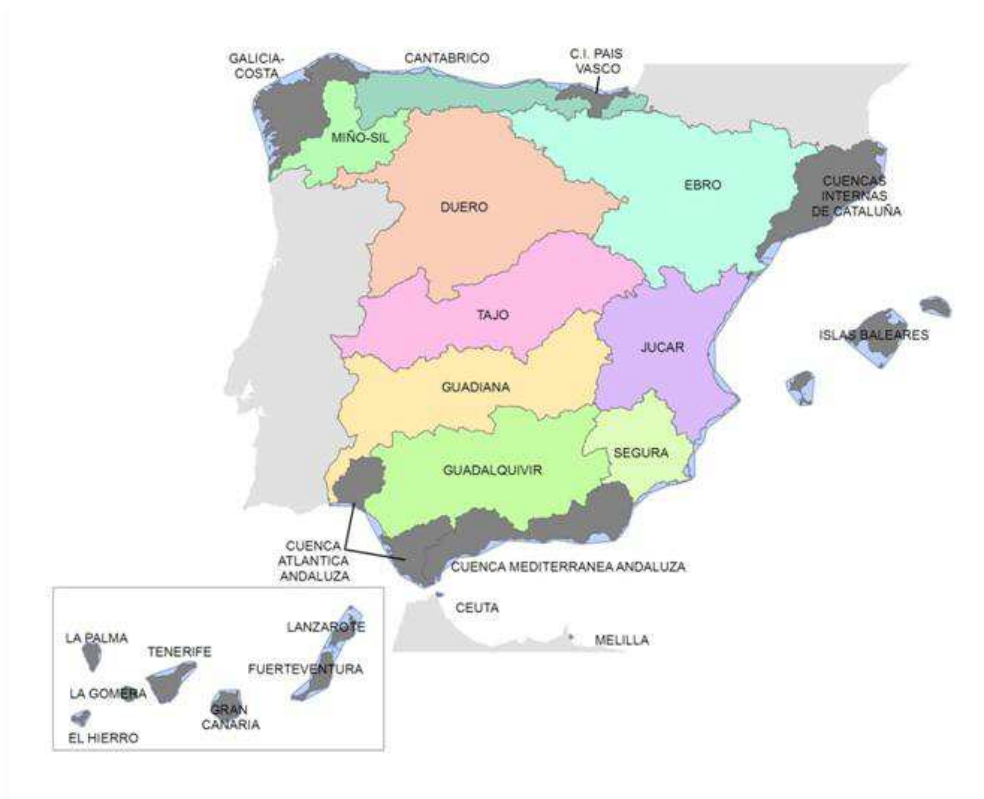 GALICIA-
COSTA
CANTABRICO
C.I. PAIS
VASCO
MIÑO-SIL
DUERO
EBRO
CUENCAS
INTERNAS
DE CATALUÑA
TAJO
JUCAR
ISLAS BALEARES
GUADIANA
SEGURA
GUADALQUIVIR
CUENCA
ATLANTICA
ANDALUZA
CUENCA MEDITERRANEA ANDALUZA
CEUTA
MELILLA
LA PALMA
TENERIFE
LANZAROTE
FUERTEVENTURA
LA GOMERA
GRAN
CANARIA
EL HIERRO